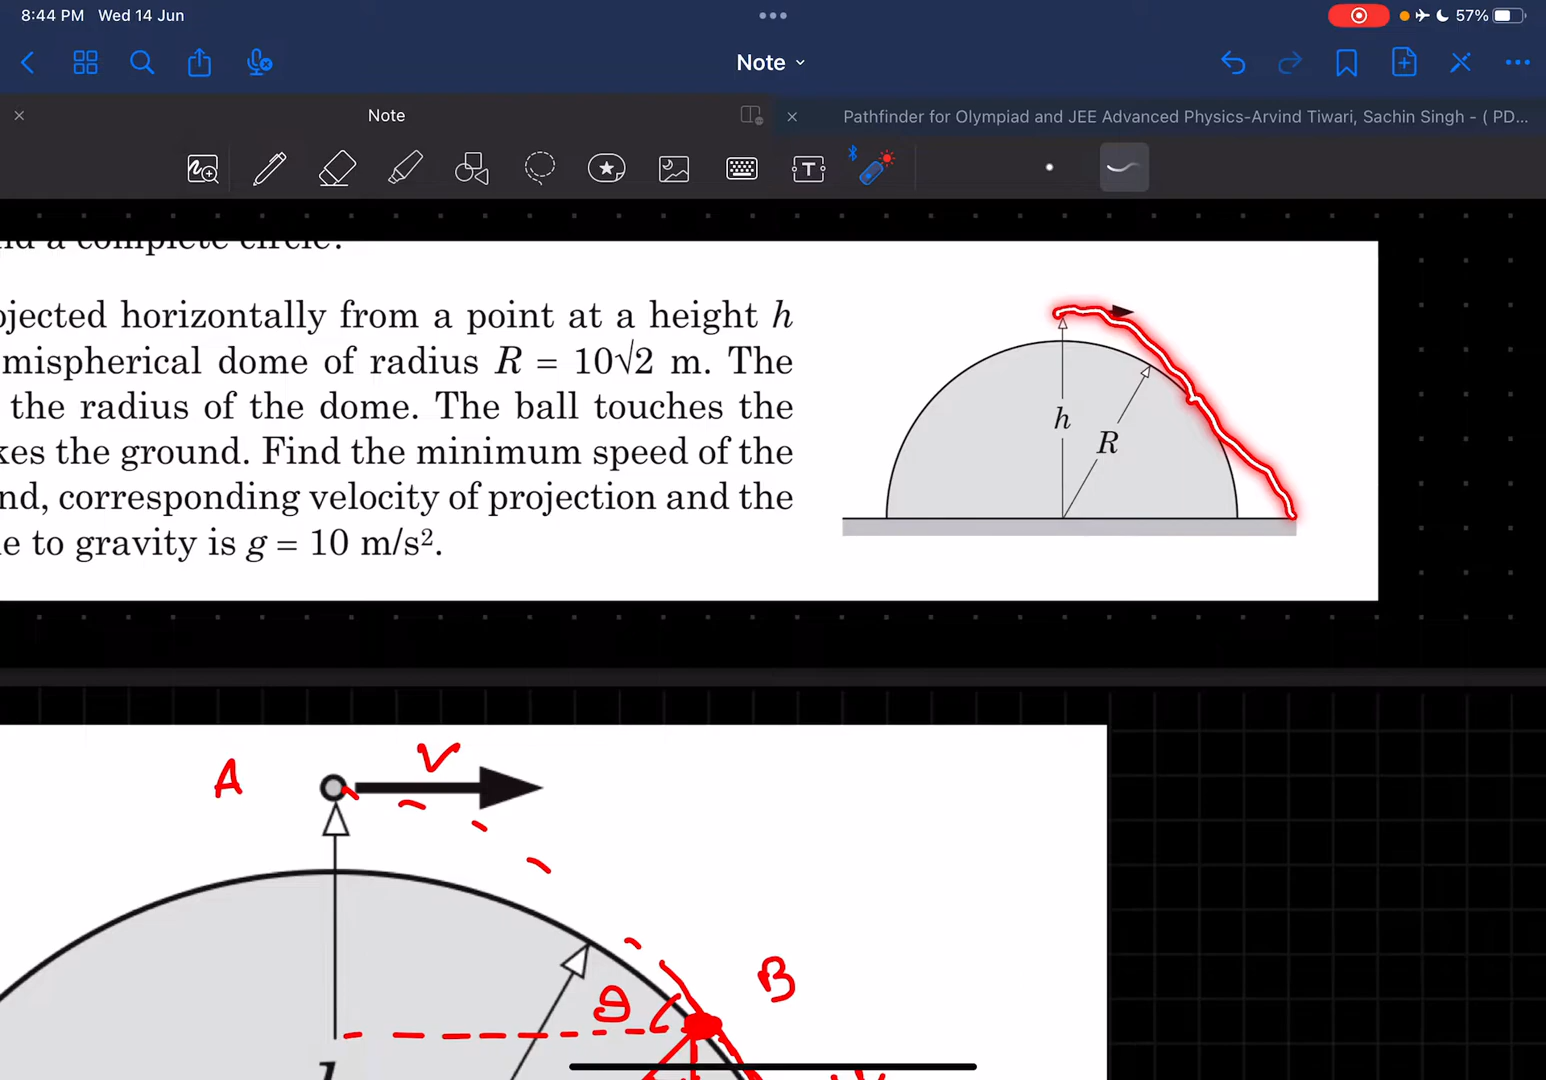 8:44 PM Wed 14 Jun
57%
Note
Note
Pathfinder for Olympiad and JEE Advanced Physics-Arvind Tiwari, Sachin Singh - ( PD...
T
nd a complete circle?
ojected horizontally from a point at a height h
mispherical dome of radius R = 10√2 m. The
the radius of the dome. The ball touches the
kes the ground. Find the minimum speed of the
nd, corresponding velocity of projection and the
e to gravity is g = 10 m/s².
h
R
A
V
B
θ